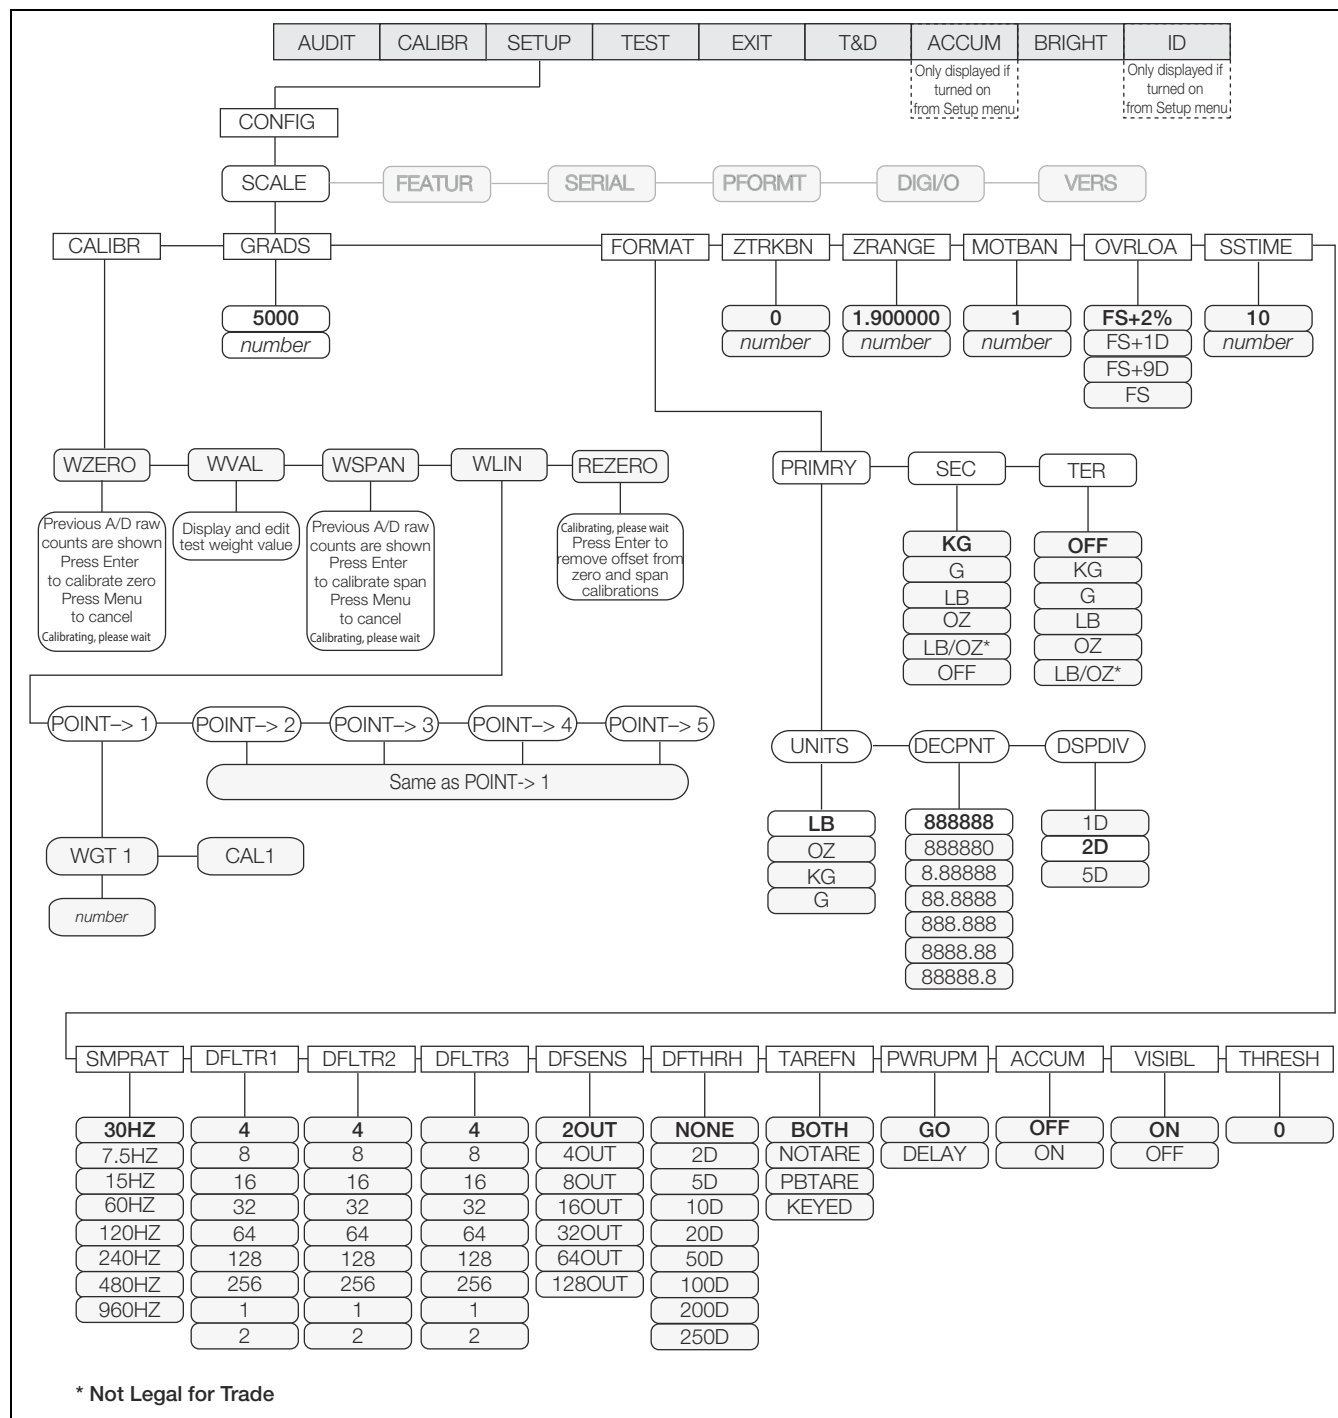 AUDIT CALIBR SETUP TEST EXIT T&D ACCUM BRIGHT ID
Only displayed if
turned on
from Setup menu
Only displayed if
turned on
from Setup menu
CONFIG
SCALE FEATUR SERIAL PFORMT DIGI/O VERS
CALIBR GRADS FORMAT ZTRKBN ZRANGE MOTBAN OVRLOA SSTIME
5000
number
0
number
1.900000
number
1
number
FS+2%
FS+1D
FS+9D
FS
10
number
WZERO WVAL WSPAN WLIN REZERO
Previous A/D raw
counts are shown
Press Enter
to calibrate zero
Press Menu
to cancel
Calibrating, please wait
Display and edit
test weight value
Previous A/D raw
counts are shown
Press Enter
to calibrate span
Press Menu
to cancel
Calibrating, please wait
Calibrating, please wait
Press Enter to
remove offset from
zero and span
calibrations
PRIMRY SEC TER
KG
G
LB
OZ
LB/OZ*
OFF
OFF
KG
G
LB
OZ
LB/OZ*
POINT–> 1 POINT–> 2 POINT–> 3 POINT–> 4 POINT–> 5
Same as POINT-> 1
WGT 1 CAL1
number
UNITS DECPNT DSPDIV
LB
OZ
KG
G
888888
888880
8.88888
88.8888
888.888
8888.88
88888.8
1D
2D
5D
SMPRAT DFLTR1 DFLTR2 DFLTR3 DFSENS DFTHRH TAREFN PWRUPM ACCUM VISIBL THRESH
30HZ
7.5HZ
15HZ
60HZ
120HZ
240HZ
480HZ
960HZ
4
8
16
32
64
128
256
1
2
4
8
16
32
64
128
256
1
2
4
8
16
32
64
128
256
1
2
2OUT
4OUT
8OUT
16OUT
32OUT
64OUT
128OUT
NONE
2D
5D
10D
20D
50D
100D
200D
250D
BOTH
NOTARE
PBTARE
KEYED
GO
DELAY
OFF
ON
ON
OFF
0
* Not Legal for Trade